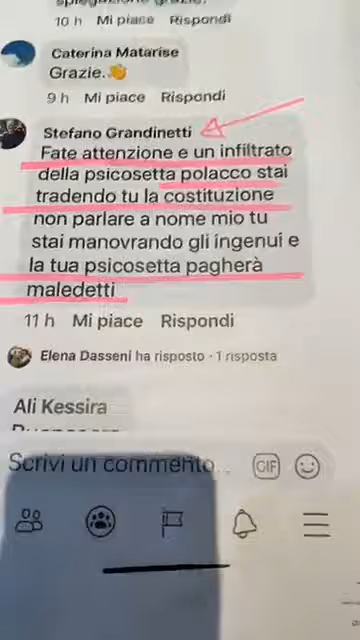 spiegazione grazie.
10 h Mi piace Rispondi
Caterina Matarise
Grazie.👏
9 h Mi piace Rispondi
Stefano Grandinetti
Fate attenzione e un infiltrato
della psicosetta polacco stai
tradendo tu la costituzione
non parlare a nome mio tu
stai manovrando gli ingenui e
la tua psicosetta pagherà
maledetti
11 h Mi piace Rispondi
Elena Dasseni ha risposto · 1 risposta
Ali Kessira
Scrivi un commento...
GIF